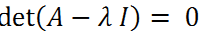 det(A − λ I) = 0